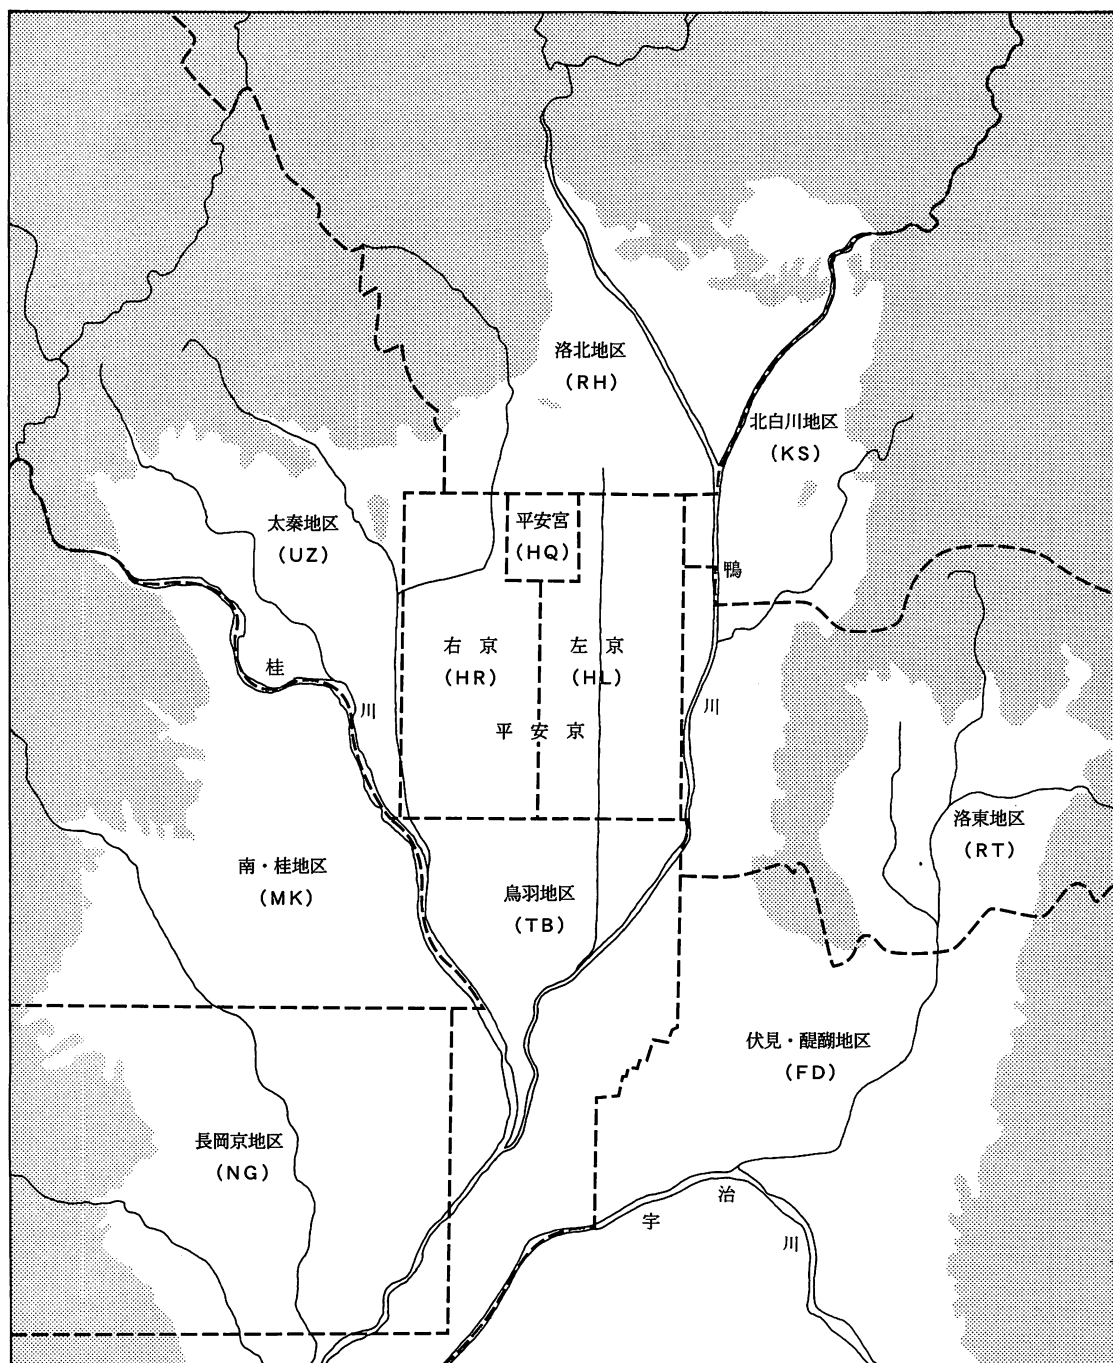 洛北地区
(RH)
北白川地区
(KS)
太秦地区
(UZ)
平安宮
(HQ)
鴨
川
右京
(HR)
左京
(HL)
平安京
桂
川
南・桂地区
(MK)
鳥羽地区
(TB)
洛東地区
(RT)
伏見・醍醐地区
(FD)
長岡京地区
(NG)
宇
治
川